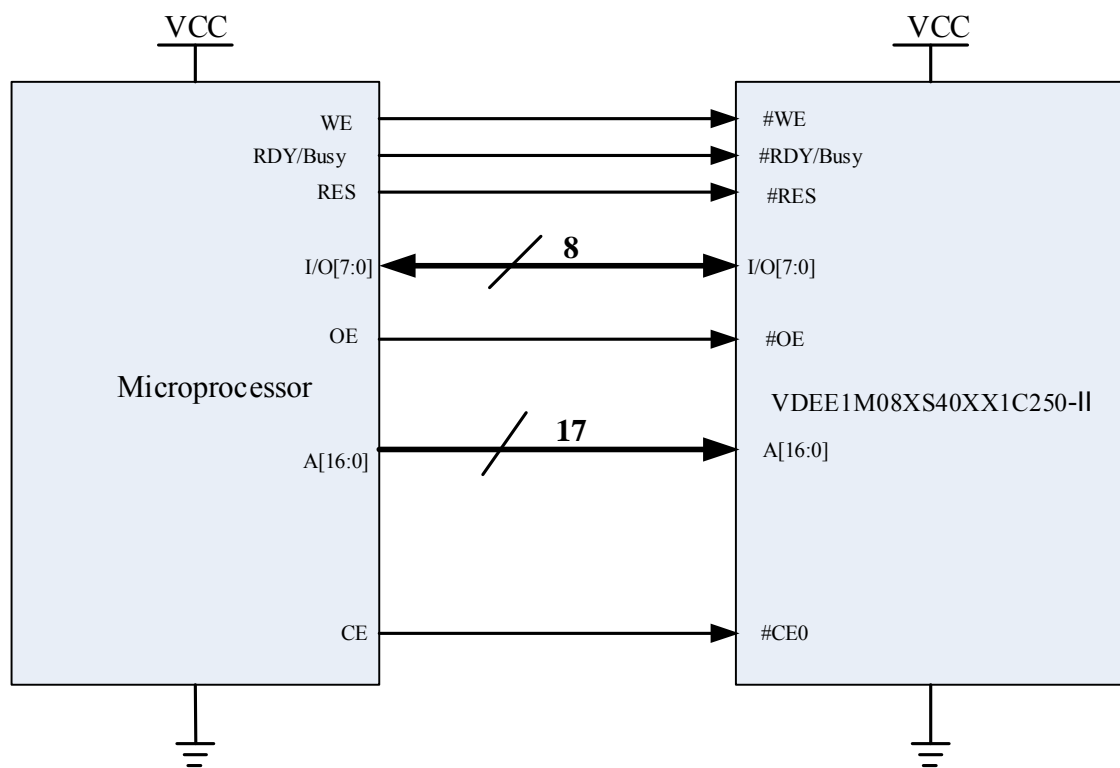 VCC
VCC
WE
#WE
RDY/Busy
#RDY/Busy
RES
#RES
8
I/O[7:0]
I/O[7:0]
OE
#OE
Microprocessor
VDEE1M08XS40XX1C250-II
17
A[16:0]
A[16:0]
CE
#CE0